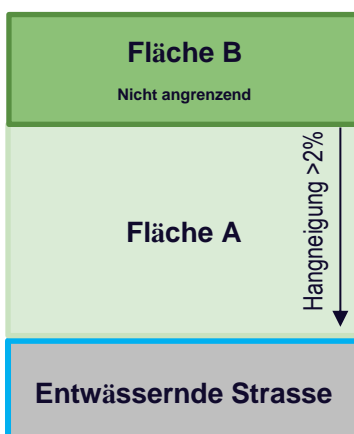 Fläche B
Nicht angrenzend
Hangneigung >2%
Fläche A
Entwässernde Strasse